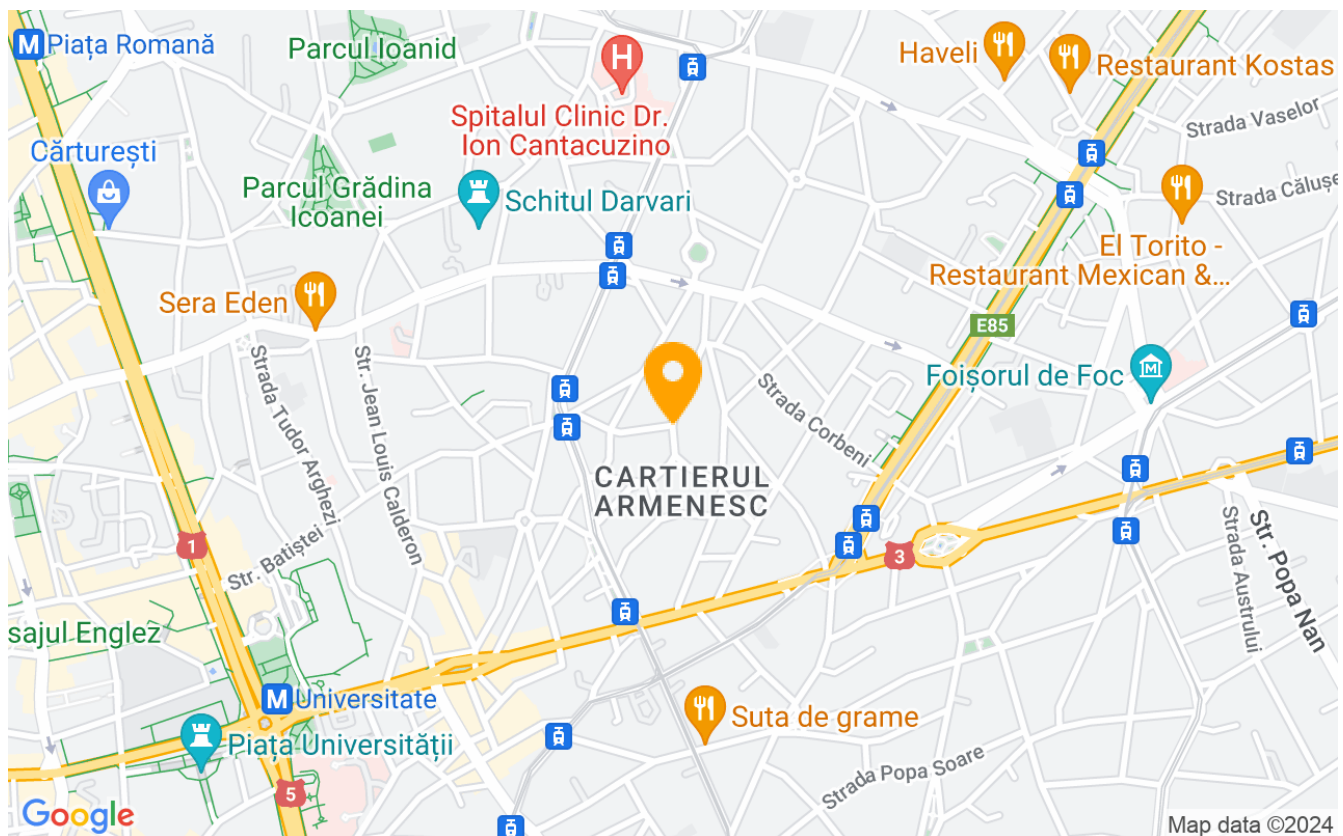 M Piața Romană
Parcul Ioanid
H
Haveli
Restaurant Kostas
Spitalul Clinic Dr.
Ion Cantacuzino
Strada Vaselor
Cărturești
Parcul Grădina
Icoanei
Schitul Darvari
Strada Călușe
El Torito -
Restaurant Mexican &...
Sera Eden
E85
Foișorul de Foc
M
Strada Tudor Arghezi
Str. Jean Louis Calderon
Strada Corbeni
CARTIERUL
ARMENESC
1
Str. Batiștei
3
Strada Austrului
Str. Popa Nan
sajul Englez
M Universitate
Suta de grame
Piața Universității
Strada Popa Soare
5
Google
Map data ©2024